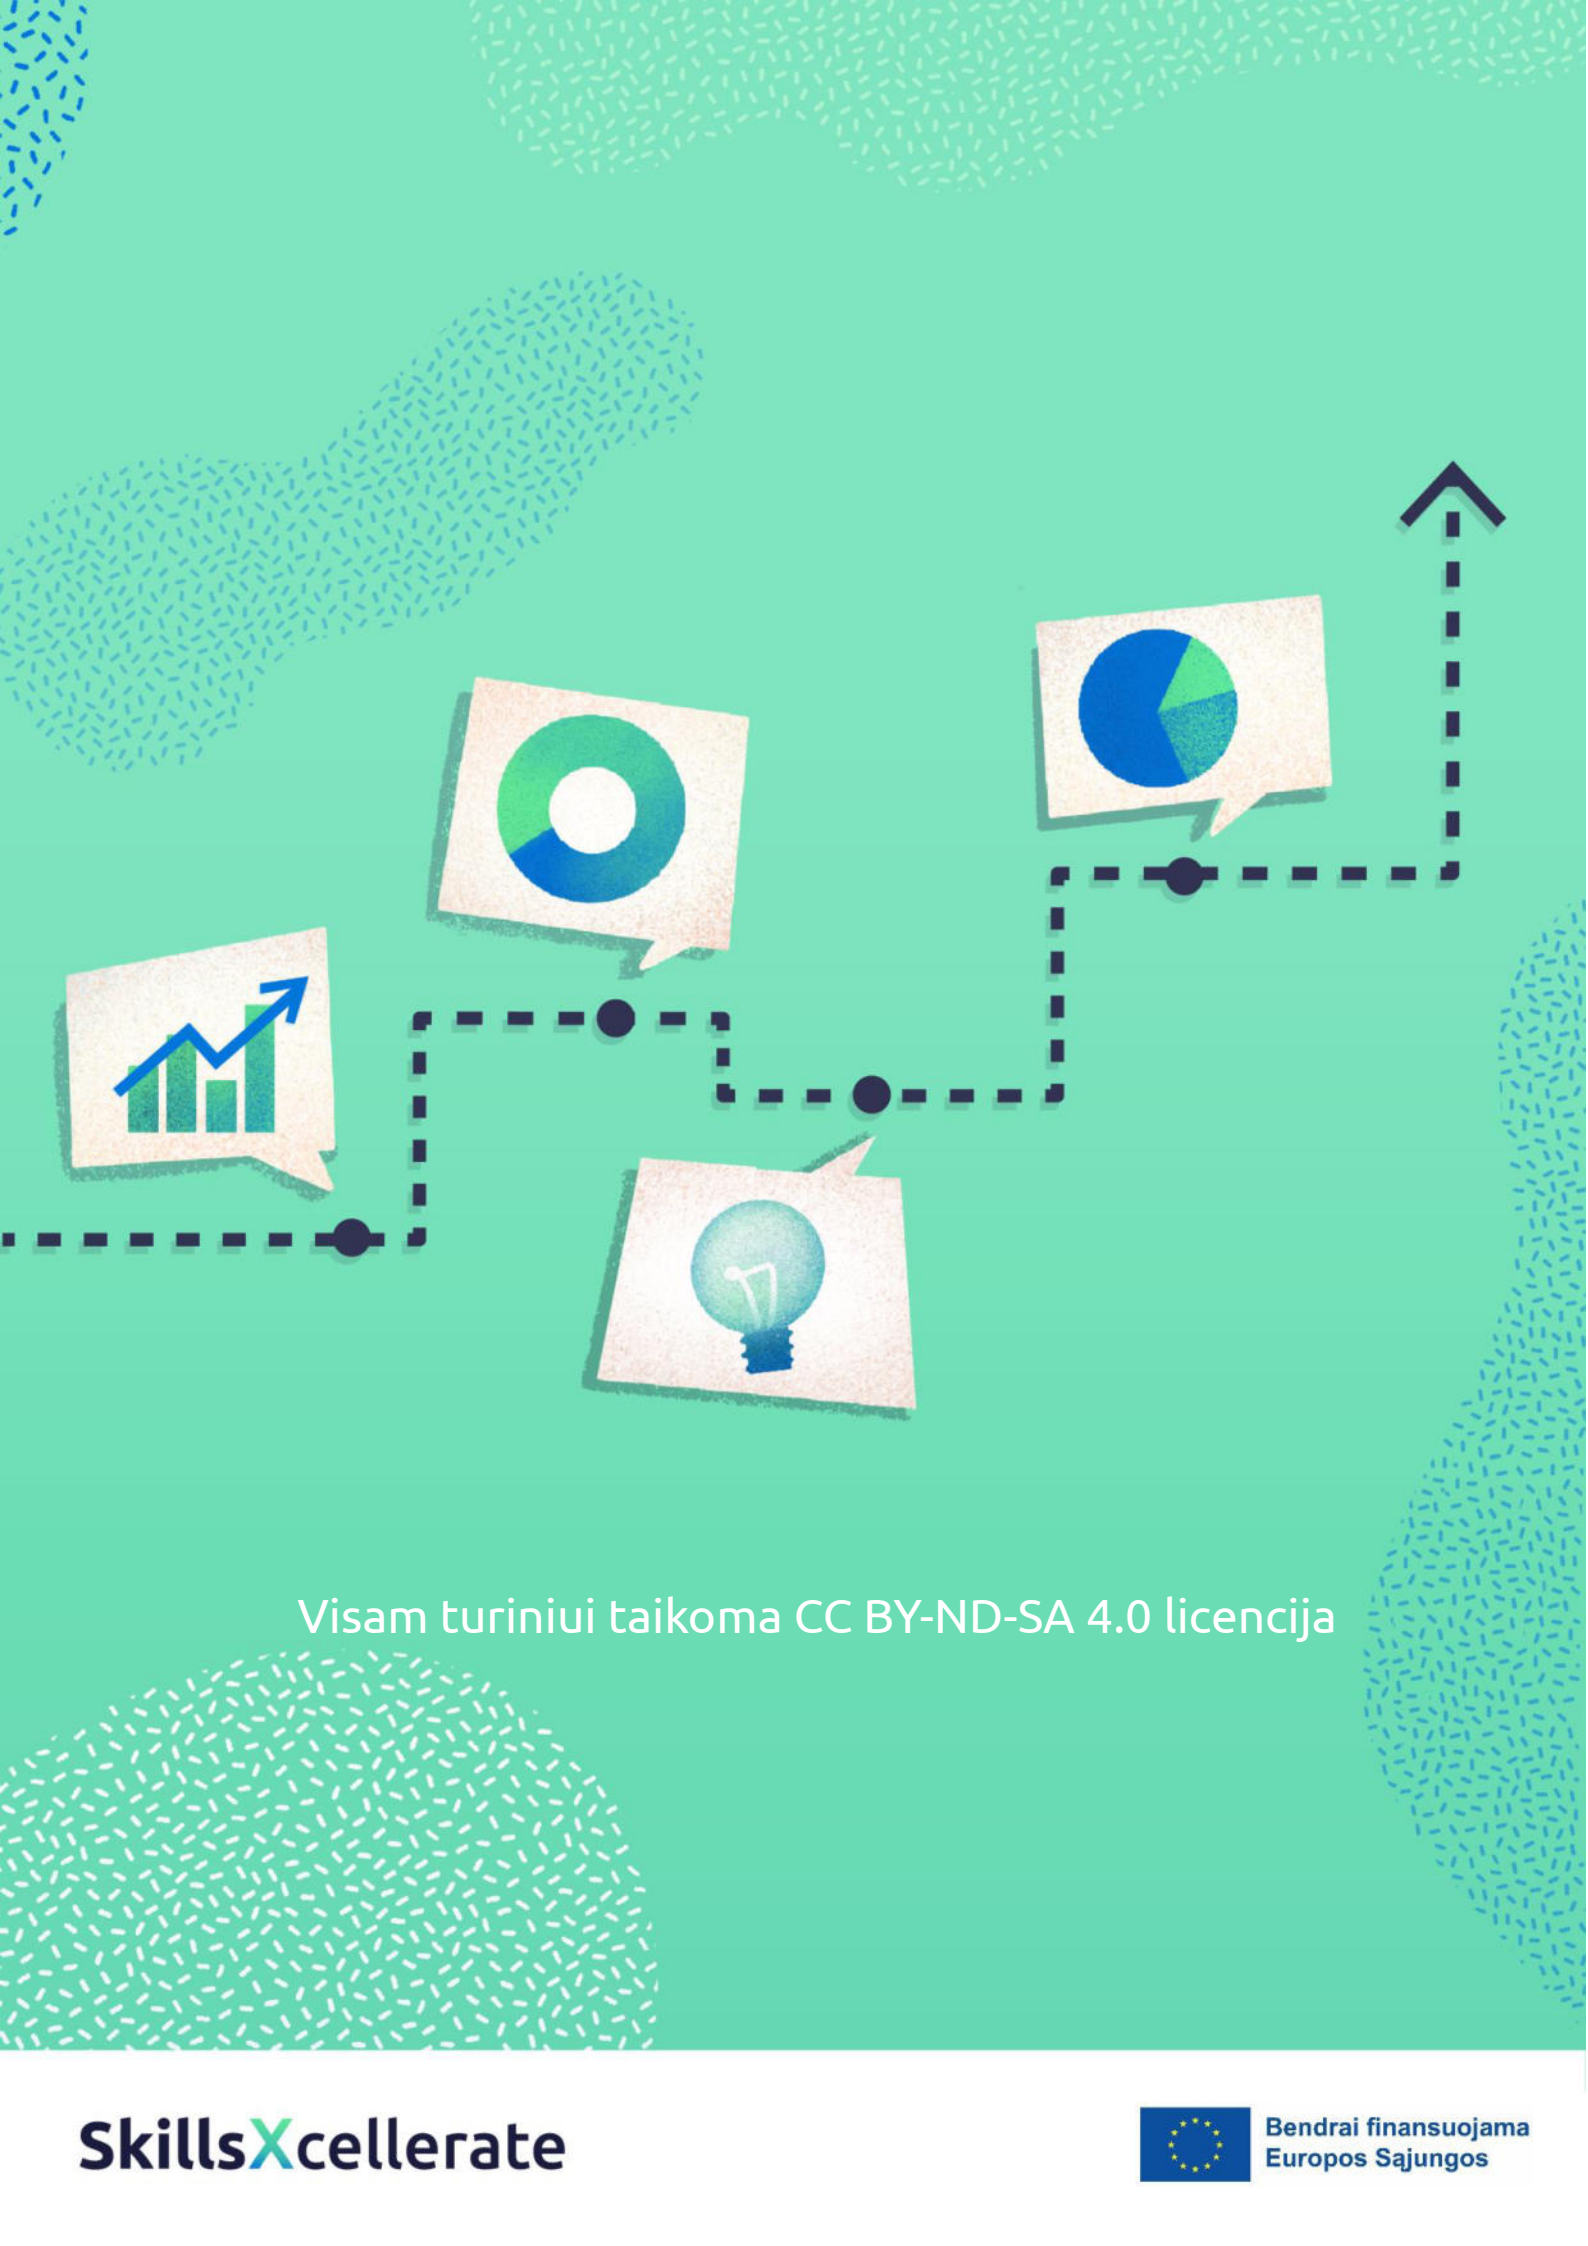 Visam turiniui taikoma CC BY-ND-SA 4.0 licencija
SkillsXcellerate
Bendrai finansuojama
Europos Sąjungos